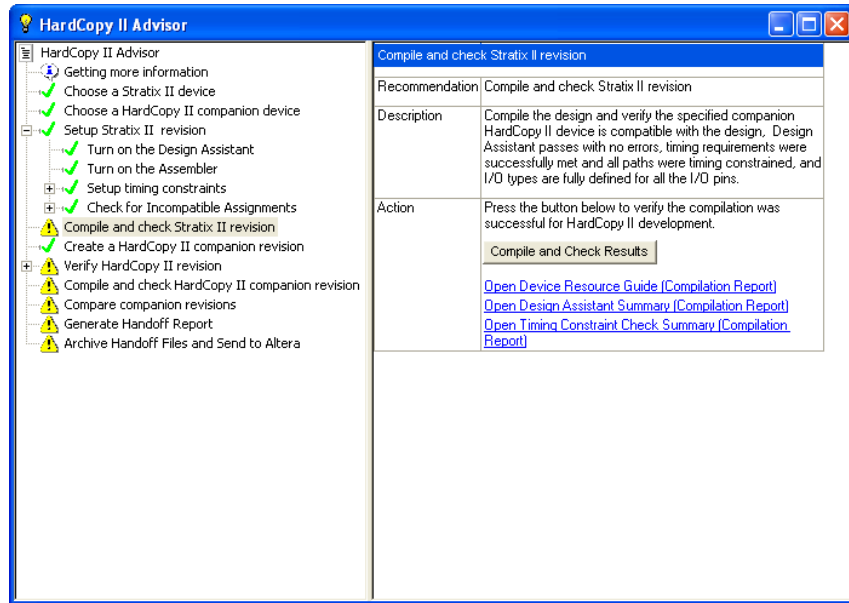 HardCopy II Advisor
HardCopy II Advisor
Getting more information
Choose a Stratix II device
Choose a HardCopy II companion device
Setup Stratix II revision
Turn on the Design Assistant
Turn on the Assembler
Setup timing constraints
Check for Incompatible Assignments
Compile and check Stratix II revision
Create a HardCopy II companion revision
Verify HardCopy II revision
Compile and check HardCopy II companion revision
Compare companion revisions
Generate Handoff Report
Archive Handoff Files and Send to Altera
Compile and check Stratix II revision
Recommendation Compile and check Stratix II revision
Description Compile the design and verify the specified companion
HardCopy II device is compatible with the design, Design
Assistant passes with no errors, timing requirements were
successfully met and all paths were timing constrained, and
I/O types are fully defined for all the I/O pins.
Action Press the button below to verify the compilation was
successful for HardCopy II development.
Compile and Check Results
Open Device Resource Guide (Compilation Report)
Open Design Assistant Summary (Compilation Report)
Open Timing Constraint Check Summary (Compilation
Report)